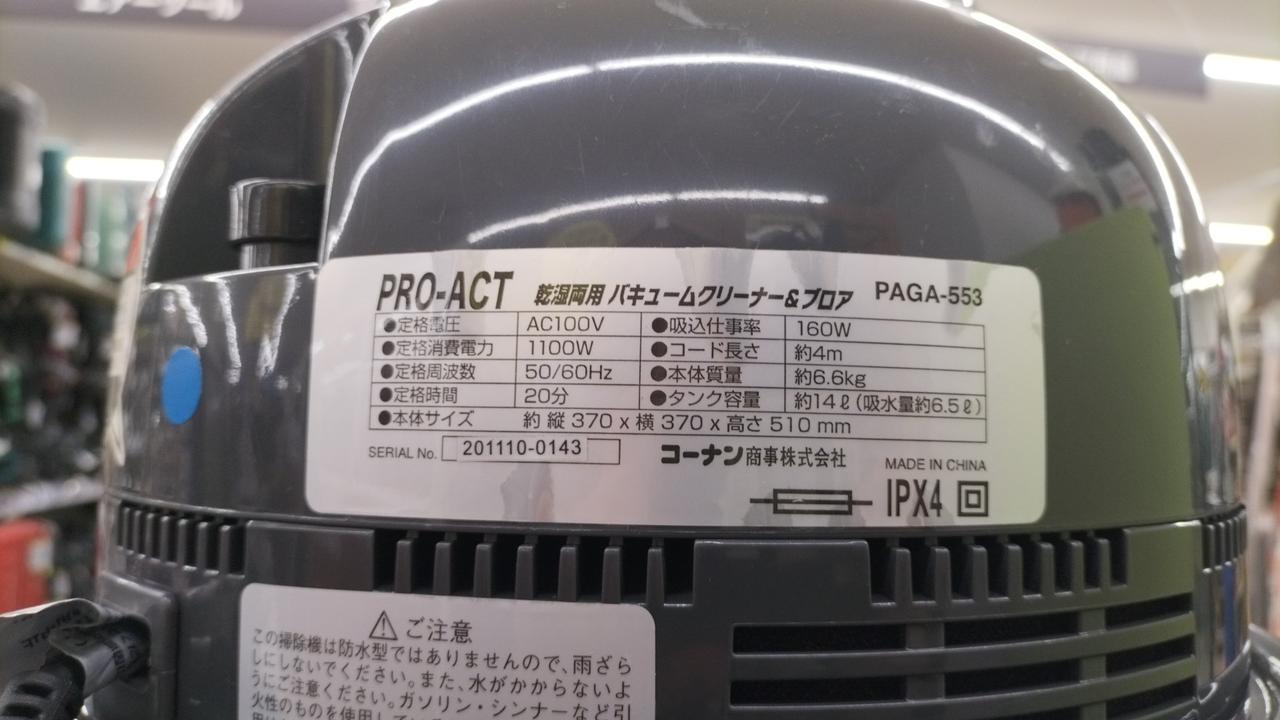 PRO-ACT 乾湿両用 バキュームクリーナー&ブロア PAGA-553
●定格電圧 AC100V ●吸込仕事率 160W
●定格消費電力 1100W ●コード長さ 約4m
●定格周波数 50/60Hz ●本体質量 約6.6kg
●定格時間 20分 ●タンク容量 約14ℓ(吸水量約6.5ℓ)
●本体サイズ 約 縦 370 x 横 370 x 高さ 510 mm
SERIAL No. 201110-0143 コーナン商事株式会社
MADE IN CHINA
IPX4
⚠ご注意
この掃除機は防水型ではありませんので、雨ざら
しにしないでください。また、水がかからないよ
うにご注意ください。ガソリン・シンナーなど引
火性のものを使用してい